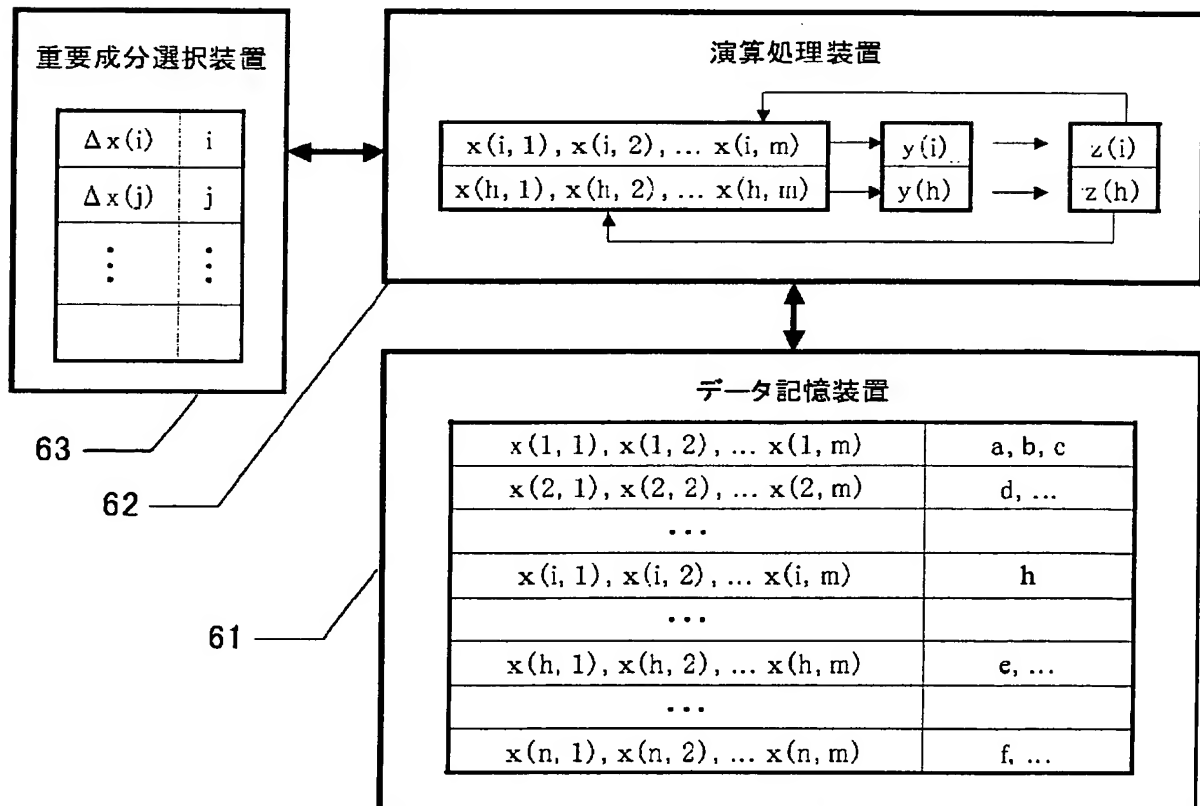 重要成分選択装置
Δx(i) i
Δx(j) j
⋮ ⋮
演算処理装置
x(i, 1), x(i, 2), ... x(i, m) y(i) z(i)
x(h, 1), x(h, 2), ... x(h, m) y(h) z(h)
データ記憶装置
x(1, 1), x(1, 2), ... x(1, m) a, b, c
x(2, 1), x(2, 2), ... x(2, m) d, ...
...
x(i, 1), x(i, 2), ... x(i, m) h
...
x(h, 1), x(h, 2), ... x(h, m) e, ...
...
x(n, 1), x(n, 2), ... x(n, m) f, ...
63
62
61